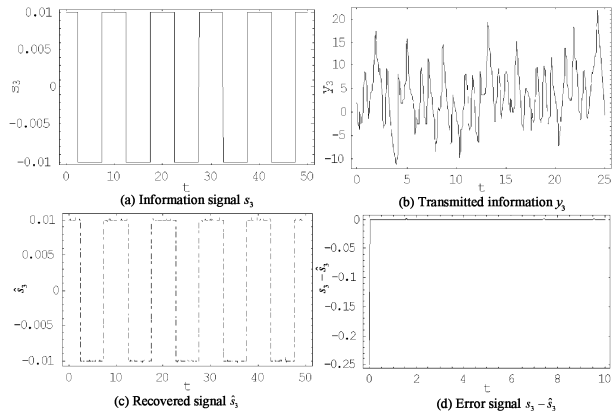 0.01
0.005
0
-0.005
-0.01
s3
0 10 20 30 40 50
t
(a) Information signal s3
20
15
10
5
0
-5
-10
Y3
0 5 10 15 20 25
t
(b) Transmitted information y3
0.01
0.005
0
-0.005
-0.01
ŝ3
0 10 20 30 40 50
t
(c) Recovered signal ŝ3
0
-0.05
-0.1
-0.15
-0.2
-0.25
s3 − ŝ3
0 2 4 6 8 10
t
(d) Error signal s3 − ŝ3